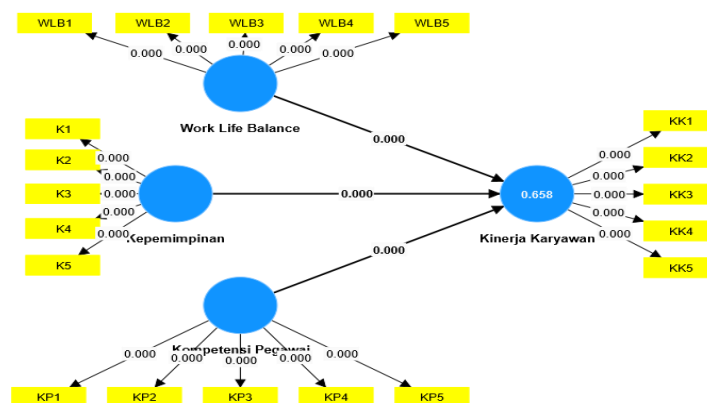 WLB1 WLB2 WLB3 WLB4 WLB5
0.000 0.000 0.000 0.000 0.000
Work Life Balance
0.000
K1
K2
K3
K4
K5
0.000
0.000
0.000
0.000
0.000
Kepemimpinan
0.000
0.658
Kinerja Karyawan
KK1
KK2
KK3
KK4
KK5
0.000
0.000
0.000
0.000
0.000
0.000
Kompetensi Pegawai
0.000 0.000 0.000 0.000 0.000
KP1 KP2 KP3 KP4 KP5